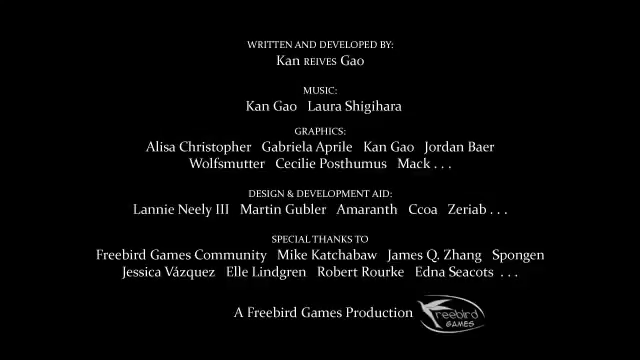 WRITTEN AND DEVELOPED BY:
Kan REIVES Gao
MUSIC:
Kan Gao Laura Shigihara
GRAPHICS:
Alisa Christopher Gabriela Aprile Kan Gao Jordan Baer
Wolfsmutter Cecilie Posthumus Mack . . .
DESIGN & DEVELOPMENT AID:
Lannie Neely III Martin Gubler Amaranth Ccoa Zeriab . . .
SPECIAL THANKS TO
Freebird Games Community Mike Katchabaw James Q. Zhang Spongen
Jessica Vázquez Elle Lindgren Robert Rourke Edna Seacots . . .
A Freebird Games Production
Freebird
GAMES